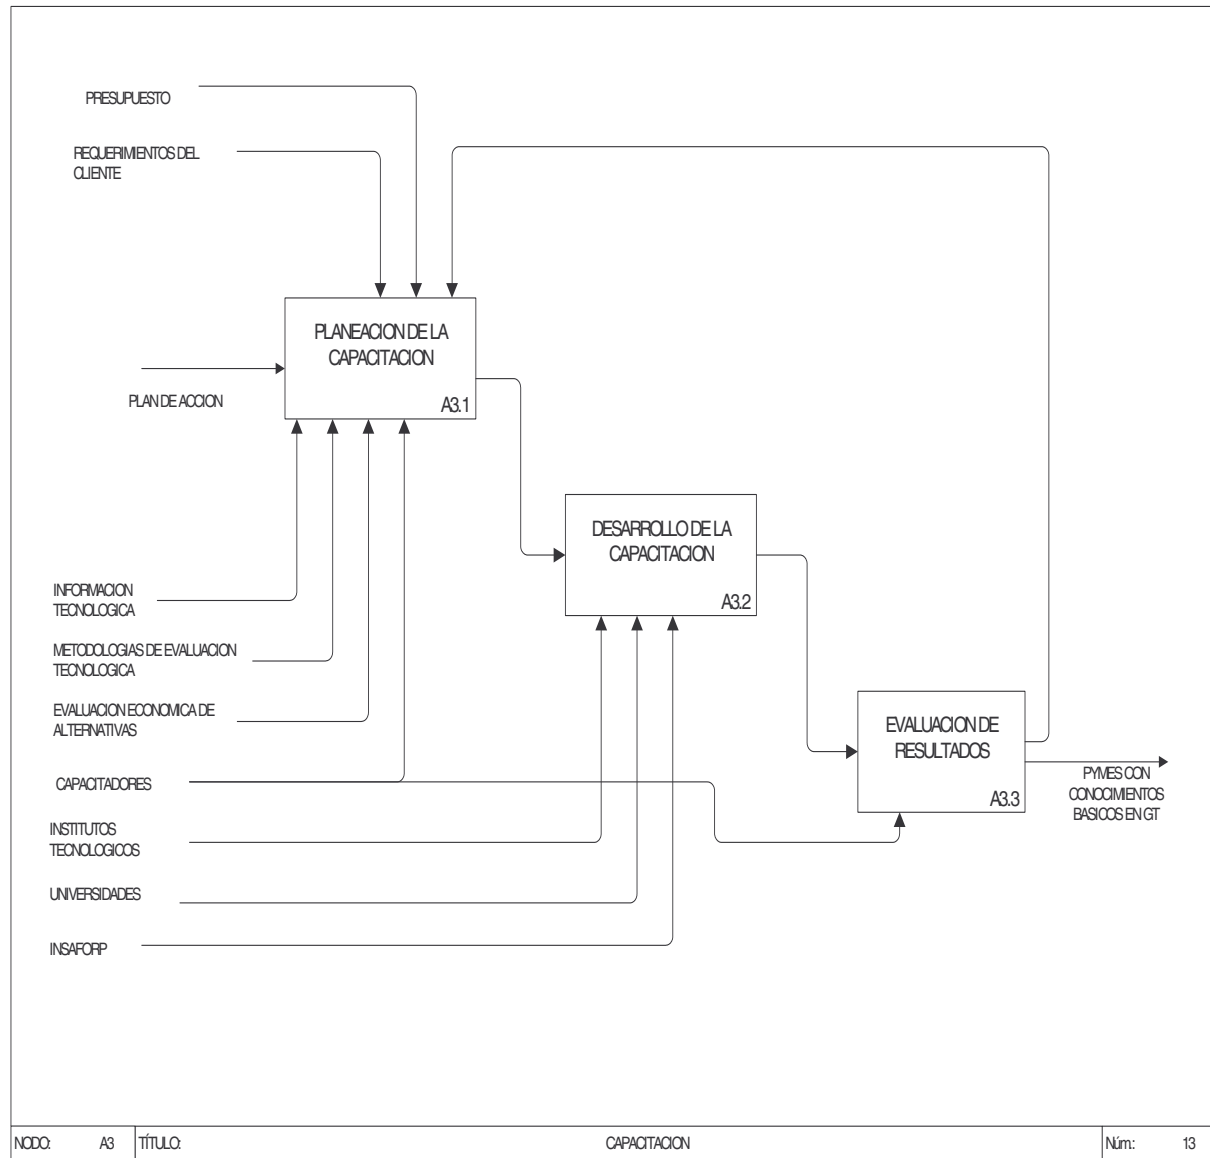 PRESUPUESTO
REQUERIMIENTOS DEL
CLIENTE
PLANEACION DE LA
CAPACITACION
A3.1
PLAN DE ACCION
DESARROLLO DE LA
CAPACITACION
A3.2
INFORMACION
TECNOLOGICA
METODOLOGIAS DE EVALUACION
TECNOLOGICA
EVALUACION ECONOMICA DE
ALTERNATIVAS
EVALUACION DE
RESULTADOS
A3.3
CAPACITADORES
PYMES CON
CONOCIMIENTOS
BASICOS EN GT
INSTITUTOS
TECNOLOGICOS
UNIVERSIDADES
INSAFORP
NODO: A3 TÍTULO: CAPACITACION Núm.: 13